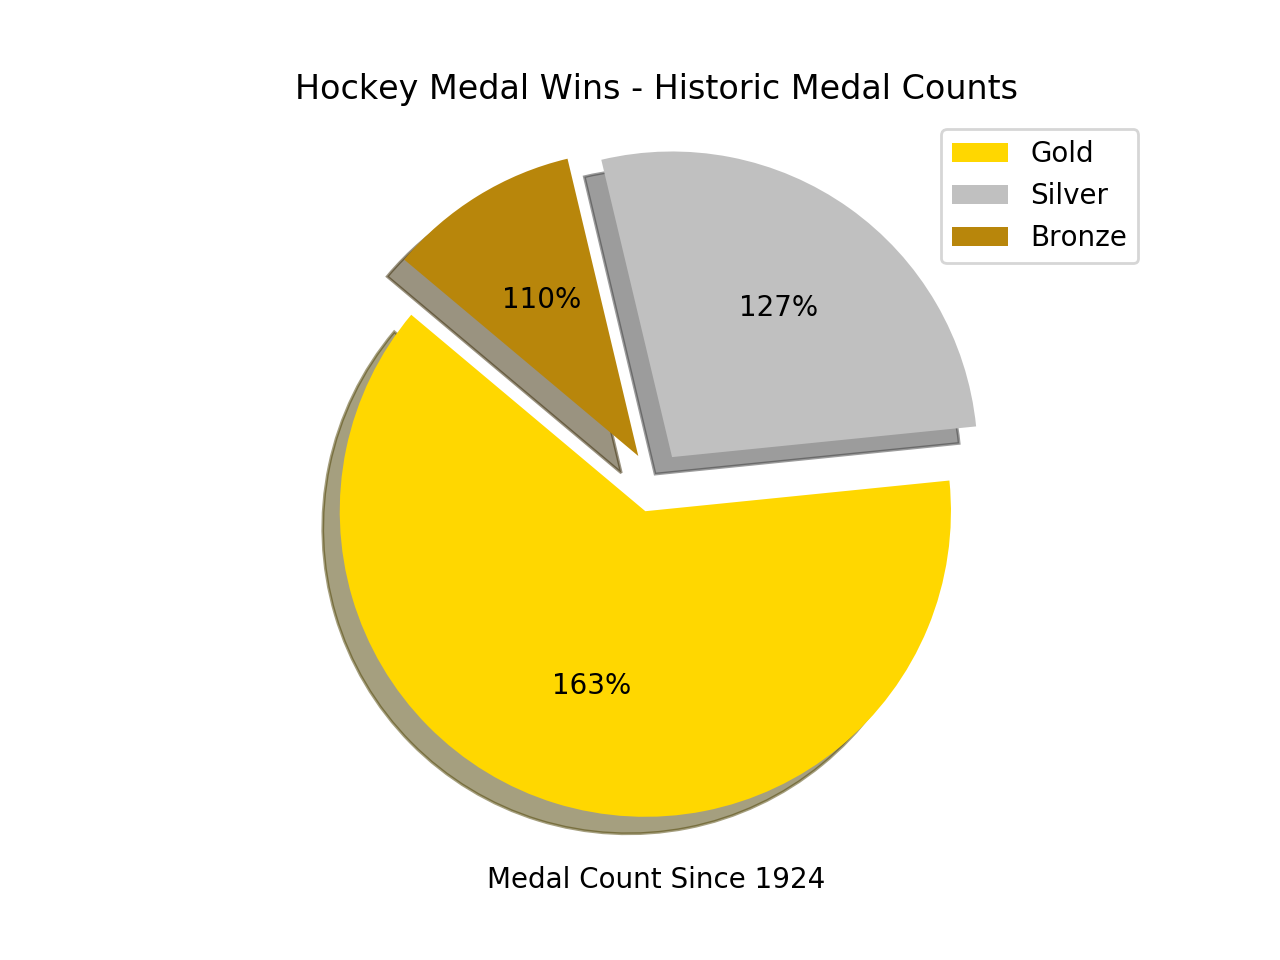 Hockey Medal Wins - Historic Medal Counts
Gold
Silver
Bronze
110%
127%
163%
Medal Count Since 1924